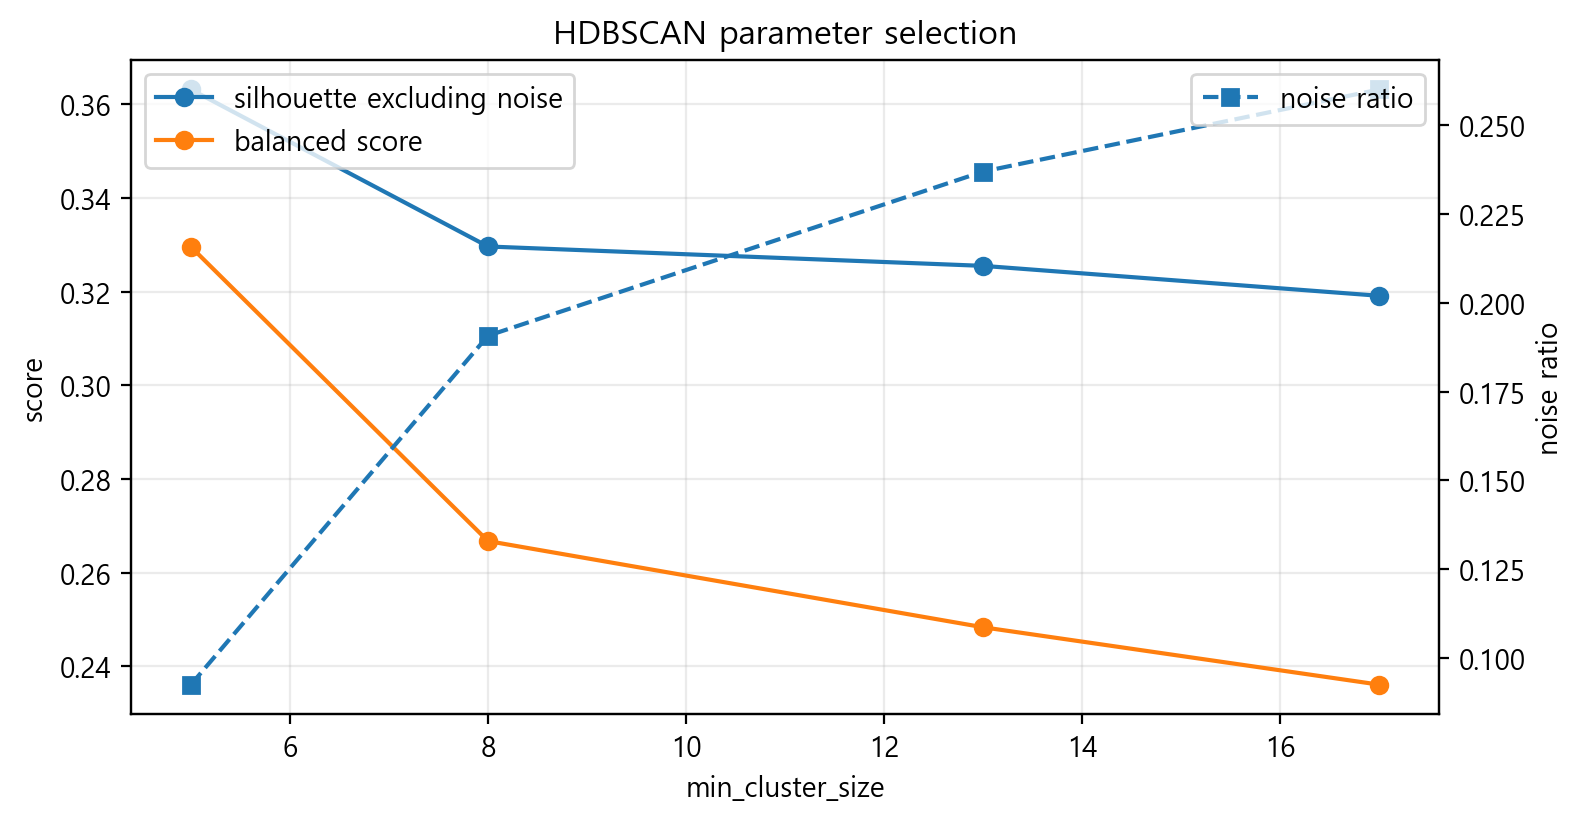 HDBSCAN parameter selection
silhouette excluding noise
balanced score
noise ratio
0.36
0.34
0.32
0.30
0.28
0.26
0.24
score
0.250
0.225
0.200
0.175
0.150
0.125
0.100
noise ratio
6 8 10 12 14 16
min_cluster_size